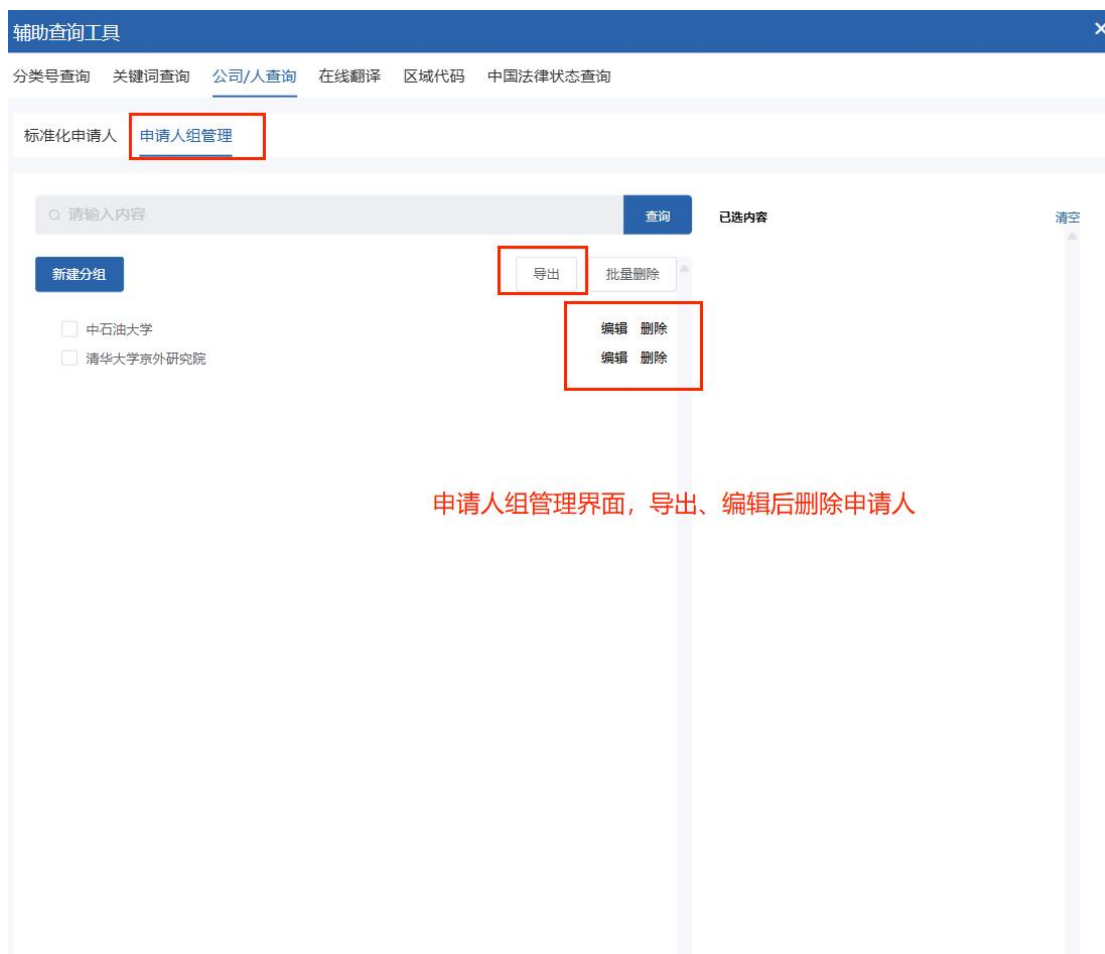 辅助查询工具
分类号查询 关键词查询 公司/人查询 在线翻译 区域代码 中国法律状态查询
标准化申请人 申请人组管理
请输入内容 查询 已选内容 清空
新建分组 导出 批量删除
中石油大学 编辑 删除
清华大学京外研究院 编辑 删除
申请人组管理界面，导出、编辑后删除申请人